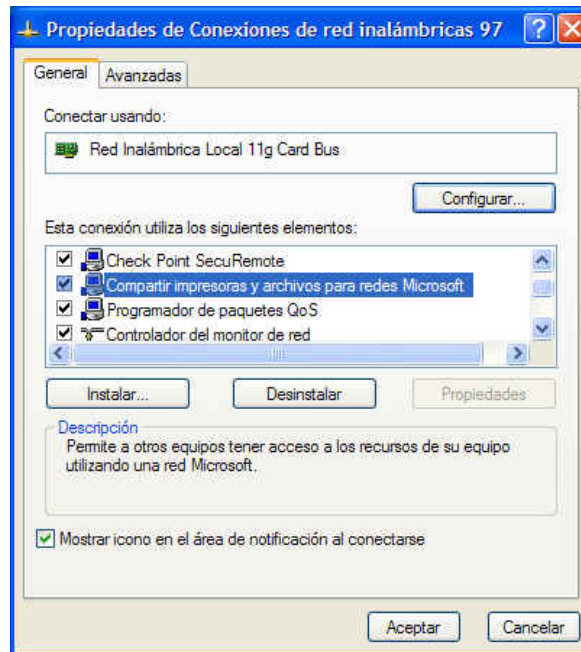 Propiedades de Conexiones de red inalámbricas 97
General Avanzadas
Conectar usando:
Red Inalámbrica Local 11g Card Bus
Configurar...
Esta conexión utiliza los siguientes elementos:
Check Point SecuRemote
Compartir impresoras y archivos para redes Microsoft
Programador de paquetes QoS
Controlador del monitor de red
Instalar... Desinstalar Propiedades
Descripción
Permite a otros equipos tener acceso a los recursos de su equipo
utilizando una red Microsoft.
Mostrar icono en el área de notificación al conectarse
Aceptar Cancelar